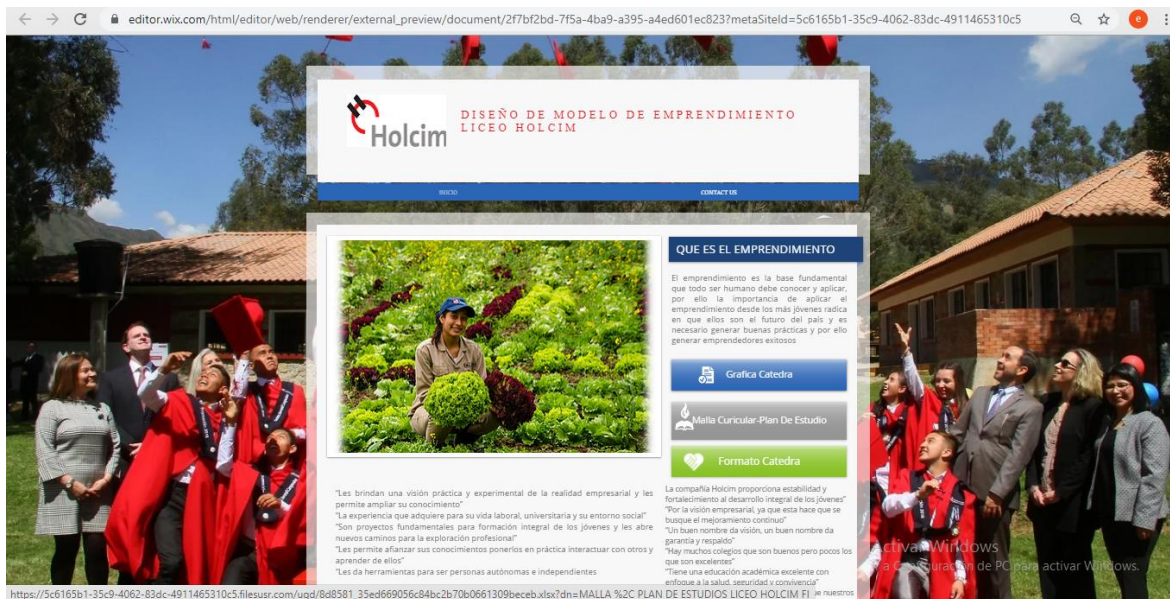 editor.wix.com/html/editor/web/renderer/external_preview/document/2f7bf2bd-7f5a-4ba9-a395-a4ed601ec823?metaSiteId=5c6165b1-35c9-4062-83dc-4911465310c5
e
Holcim
DISEÑO DE MODELO DE EMPRENDIMIENTO
LICEO HOLCIM
INICIO
CONTACT US
QUE ES EL EMPRENDIMIENTO
El emprendimiento es la base fundamental
que todo ser humano debe conocer y aplicar,
por ello la importancia de aplicar el
emprendimiento desde los más jóvenes radica
en que ellos son el futuro del país y es
necesario generar buenas prácticas y por ello
generar emprendedores exitosos
Grafica Catedra
Malla Curicular-Plan De Estudio
Formato Catedra
"Les brindan una visión práctica y experimental de la realidad empresarial y les
permite ampliar su conocimiento"
"La experiencia que adquiere para su vida laboral, universitaria y su entorno social"
"Son proyectos fundamentales para formación integral de los jóvenes y les abre
nuevos caminos para la exploración profesional"
"Les permite afianzar sus conocimientos ponerlos en práctica interactuar con otros y
aprender de ellos"
"Les da herramientas para ser personas autónomas e independientes
La compañía Holcim proporciona estabilidad y
fortalecimiento al desarrollo integral de los jóvenes"
"Por la visión empresarial, ya que esta hace que se
busque el mejoramiento continuo"
"Un buen nombre da visión, un buen nombre da
garantía y respaldo"
"Hay muchos colegios que son buenos pero pocos los
que son excelentes"
"Tiene una educación académica excelente con
enfoque a la salud, seguridad y convivencia"
ue nuestros
Activar Windows
a Configuración de PC para activar Windows.
https://5c6165b1-35c9-4062-83dc-4911465310c5.filesusr.com/ugd/8d8581_35ed669056c84bc2b70b0661309beceb.xlsx?dn=MALLA %2C PLAN DE ESTUDIOS LICEO HOLCIM FI